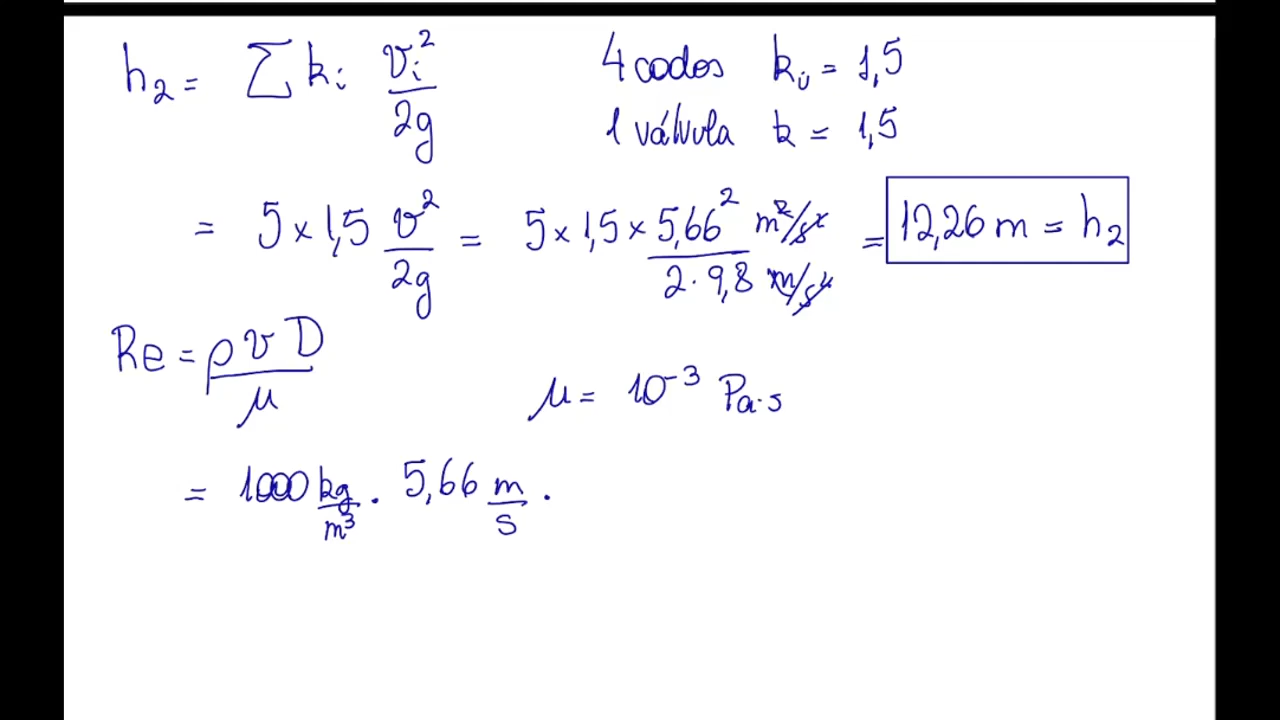 h₂ = ∑ kᵢ vᵢ²/2g 4 codos kᵢ = 1,5
1 válvula k = 1,5
= 5 × 1,5 v²/2g = 5 × 1,5 × 5,66² m²/s² / 2 · 9,8 m/s² = 12,26 m = h₂
Re = ρ v D / μ μ = 10⁻³ Pa·s
= 1000 kg/m³ · 5,66 m/s ·